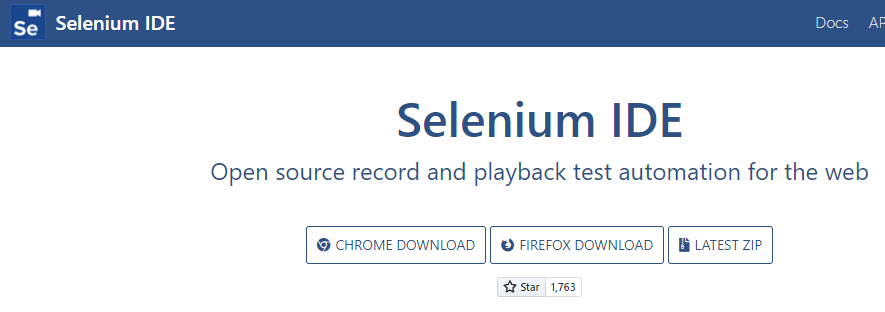 Se Selenium IDE Docs
Selenium IDE
Open source record and playback test automation for the web
CHROME DOWNLOAD FIREFOX DOWNLOAD LATEST ZIP
Star 1,763